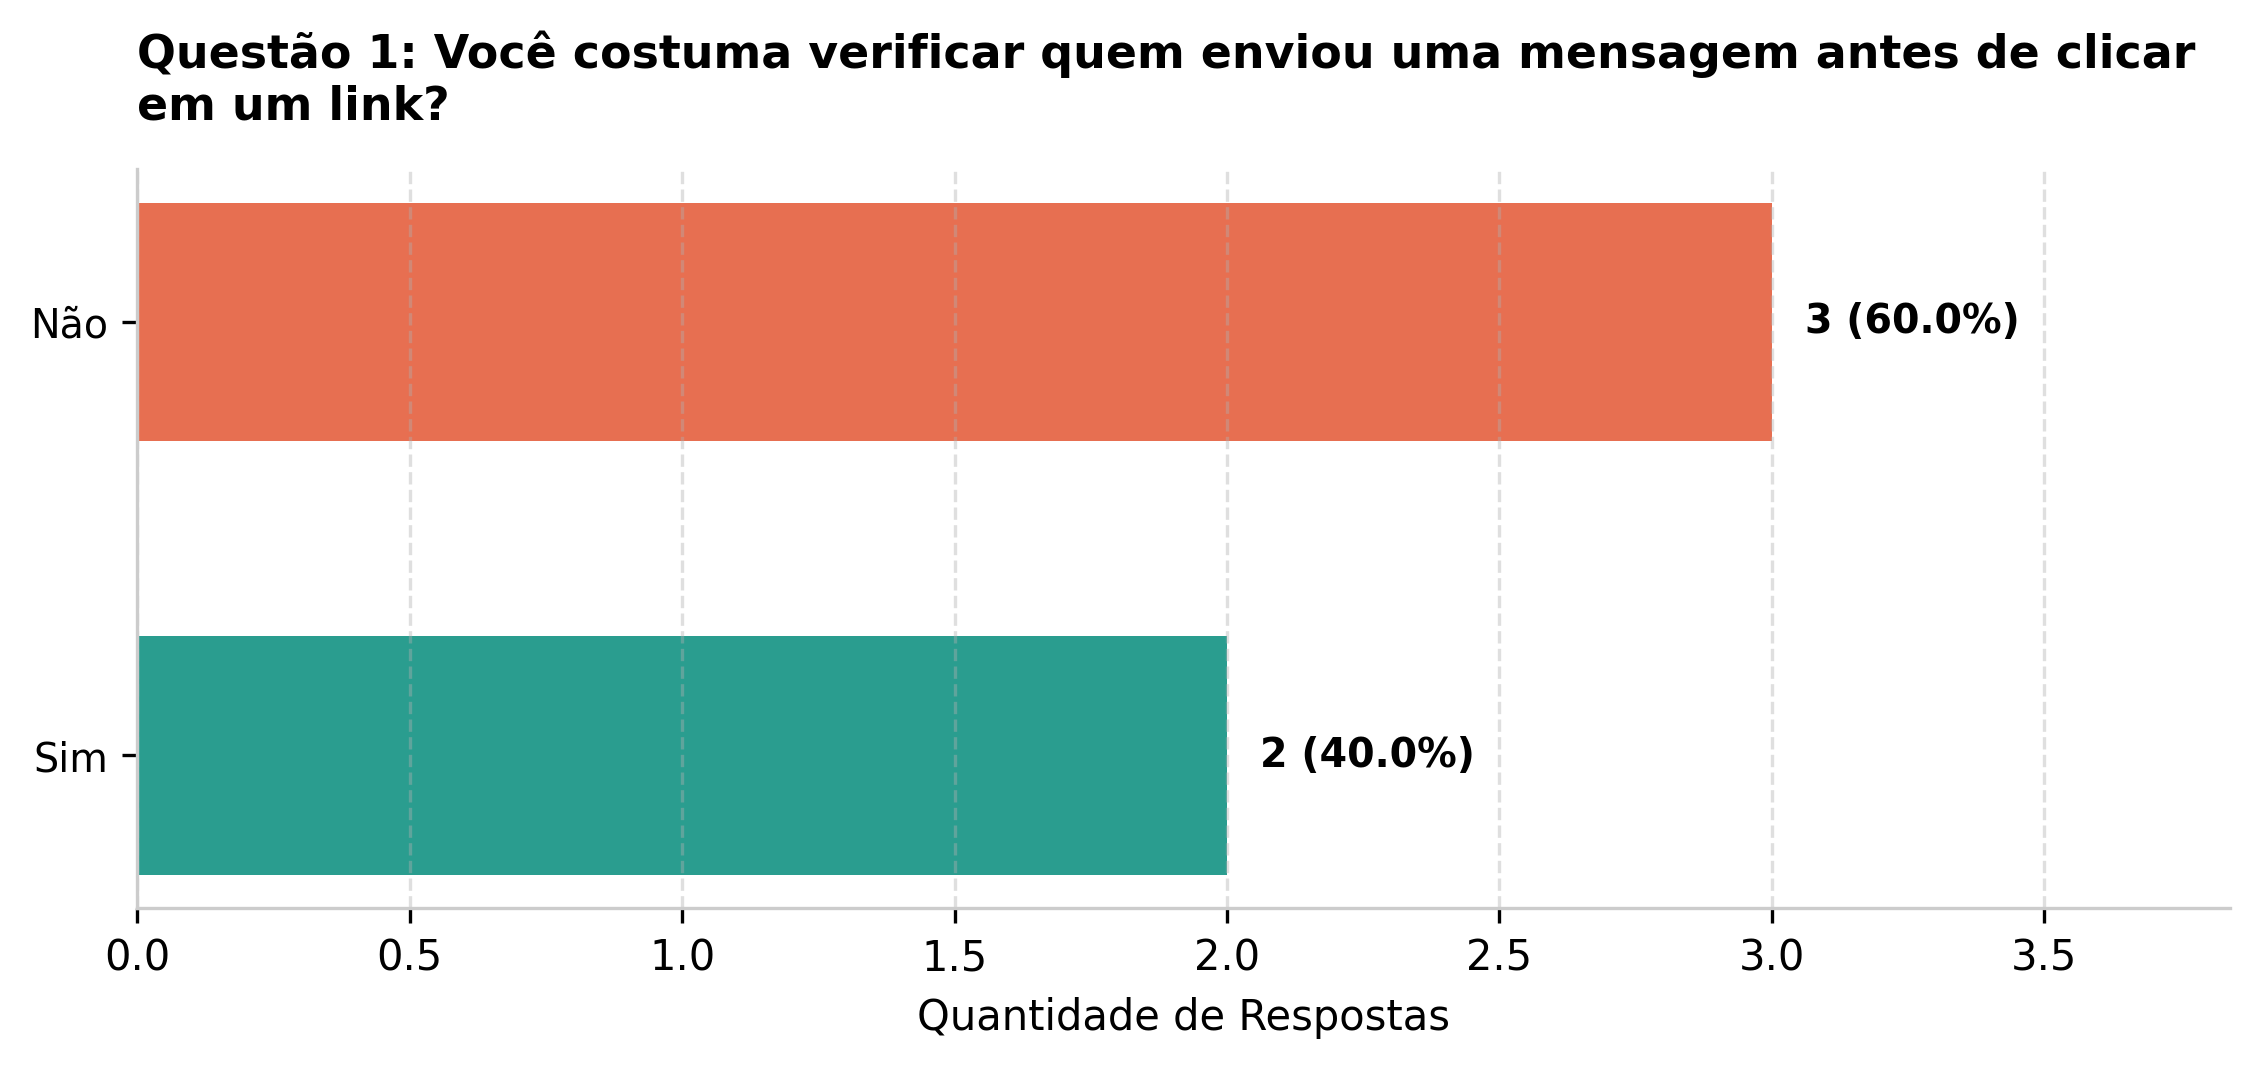 Questão 1: Você costuma verificar quem enviou uma mensagem antes de clicar
em um link?
Não
3 (60.0%)
Sim
2 (40.0%)
0.0 0.5 1.0 1.5 2.0 2.5 3.0 3.5
Quantidade de Respostas